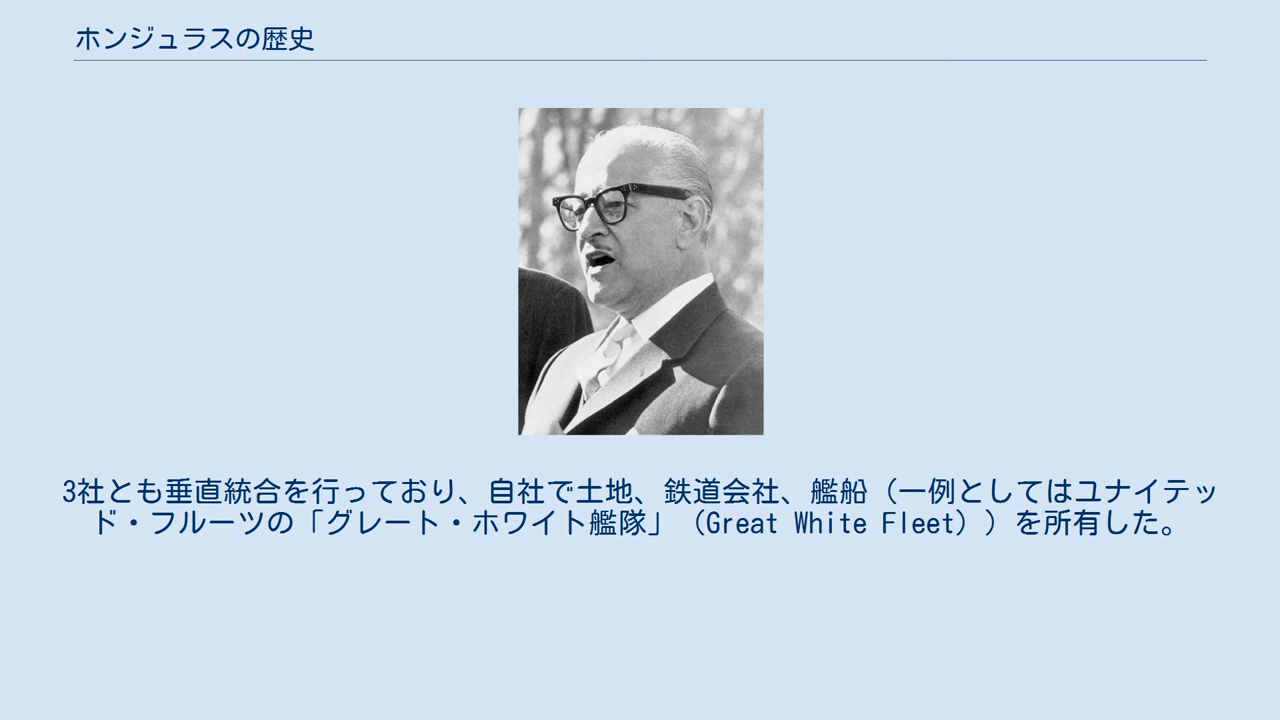 ホンジュラスの歴史
3社とも垂直統合を行っており、自社で土地、鉄道会社、艦船（一例としてはユナイテッ
ド・フルーツの「グレート・ホワイト艦隊」（Great White Fleet））を所有した。